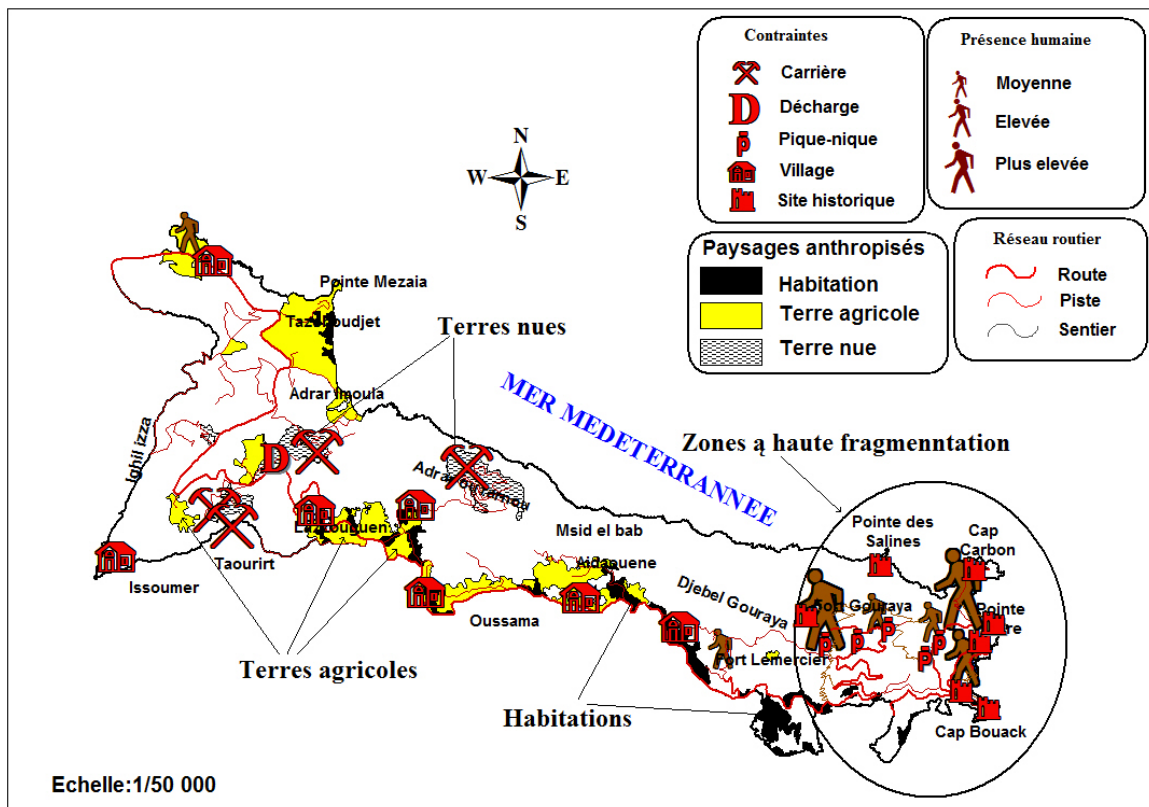 Contraintes
Carrière
D
Décharge
Pique-nique
Village
Site historique
Présence humaine
Moyenne
Elevée
Plus elevée
N
W E
S
Paysages anthropisés
Habitation
Terre agricole
Terre nue
Réseau routier
Route
Piste
Sentier
Pointe Mezaia
Terres nues
Adrar Imoula
MER MEDETERRANNEE
Zones ą haute fragmenntation
Ighil izza
D
Adrar
Pointe des
Salines
Cap
Carbon
Msid el bab
Taourirt
Issoumer
Djebel Gouraya
Oussama
Gouraya
Pointe
Fort Lemercier
Terres agricoles
Habitations
Cap Bouack
Echelle:1/50 000